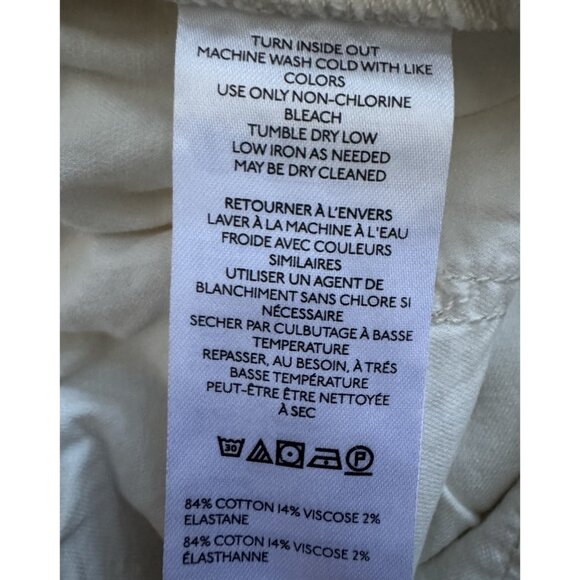 TURN INSIDE OUT
MACHINE WASH COLD WITH LIKE
COLORS
USE ONLY NON-CHLORINE
BLEACH
TUMBLE DRY LOW
LOW IRON AS NEEDED
MAY BE DRY CLEANED
RETOURNER À L'ENVERS
LAVER À LA MACHINE À L'EAU
FROIDE AVEC COULEURS
SIMILAIRES
UTILISER UN AGENT DE
BLANCHIMENT SANS CHLORE SI
NÉCESSAIRE
SECHER PAR CULBUTAGE À BASSE
TEMPERATURE
REPASSER, AU BESOIN, À TRÉS
BASSE TEMPÉRATURE
PEUT-ÊTRE ÊTRE NETTOYÉE
À SEC
30 P
84% COTTON 14% VISCOSE 2%
ELASTANE
84% COTON 14% VISCOSE 2%
ÉLASTHANNE